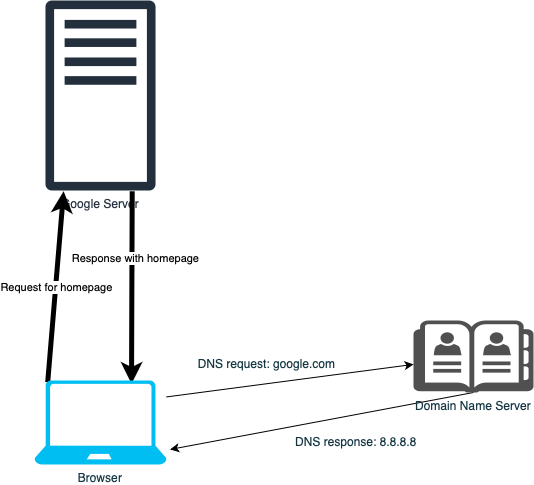 Google Server
Response with homepage
Request for homepage
DNS request: google.com
Domain Name Server
DNS response: 8.8.8.8
Browser